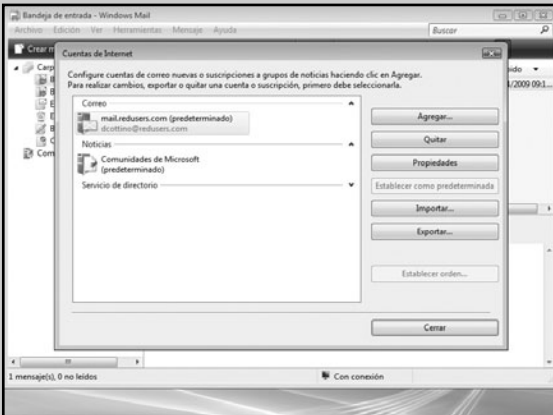 Bandeja de entrada - Windows Mail
Archivo Edición Ver Herramientas Mensaje Ayuda
Buscar
Cuentas de Internet
Configure cuentas de correo nuevas o suscripciones a grupos de noticias haciendo clic en Agregar.
Para realizar cambios, exportar o quitar una cuenta o suscripción, primero debe seleccionarla.
Correo
mail.redusers.com (predeterminado)
dcottino@redusers.com
Noticias
Comunidades de Microsoft
(predeterminado)
Servicio de directorio
Agregar...
Quitar
Propiedades
Establecer como predeterminada
Importar...
Exportar...
Establecer orden...
Cerrar
1 mensaje(s), 0 no leídos
Con conexión